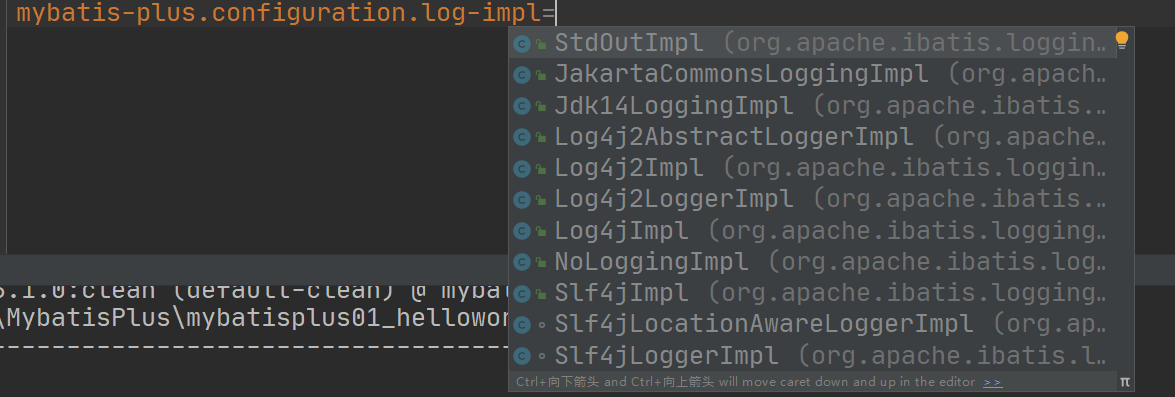 mybatis-plus.configuration.log-impl=
StdOutImpl (org.apache.ibatis.loggin…
JakartaCommonsLoggingImpl (org.apach…
Jdk14LoggingImpl (org.apache.ibatis.…
Log4j2AbstractLoggerImpl (org.apache…
Log4j2Impl (org.apache.ibatis.loggin…
Log4j2LoggerImpl (org.apache.ibatis.…
Log4jImpl (org.apache.ibatis.logging…
NoLoggingImpl (org.apache.ibatis.log…
Slf4jImpl (org.apache.ibatis.logging…
Slf4jLocationAwareLoggerImpl (org.ap…
Slf4jLoggerImpl (org.apache.ibatis.l…
Ctrl+向下箭头 and Ctrl+向上箭头 will move caret down and up in the editor >> π
.1.0:clean (default-clean) @ mybat
\MybatisPlus\mybatisplus01_hellowor
------------------------------------